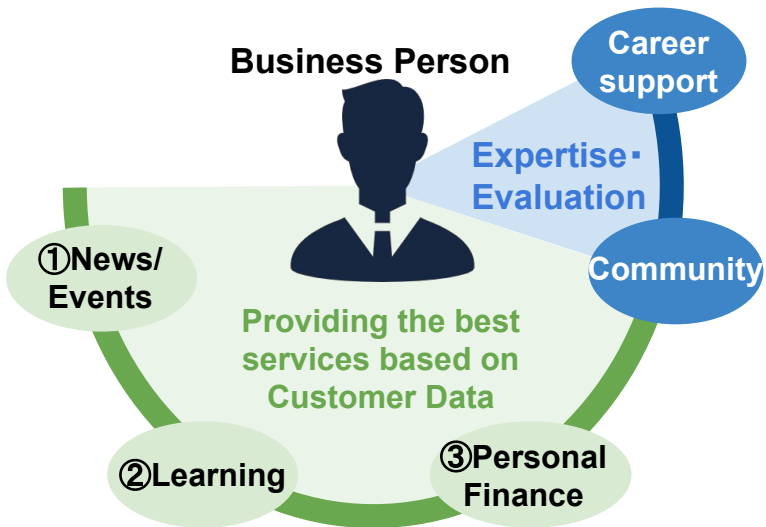 Business Person
Career
support
Expertise・
Evaluation
Community
①News/
Events
Providing the best
services based on
Customer Data
②Learning
③Personal
Finance